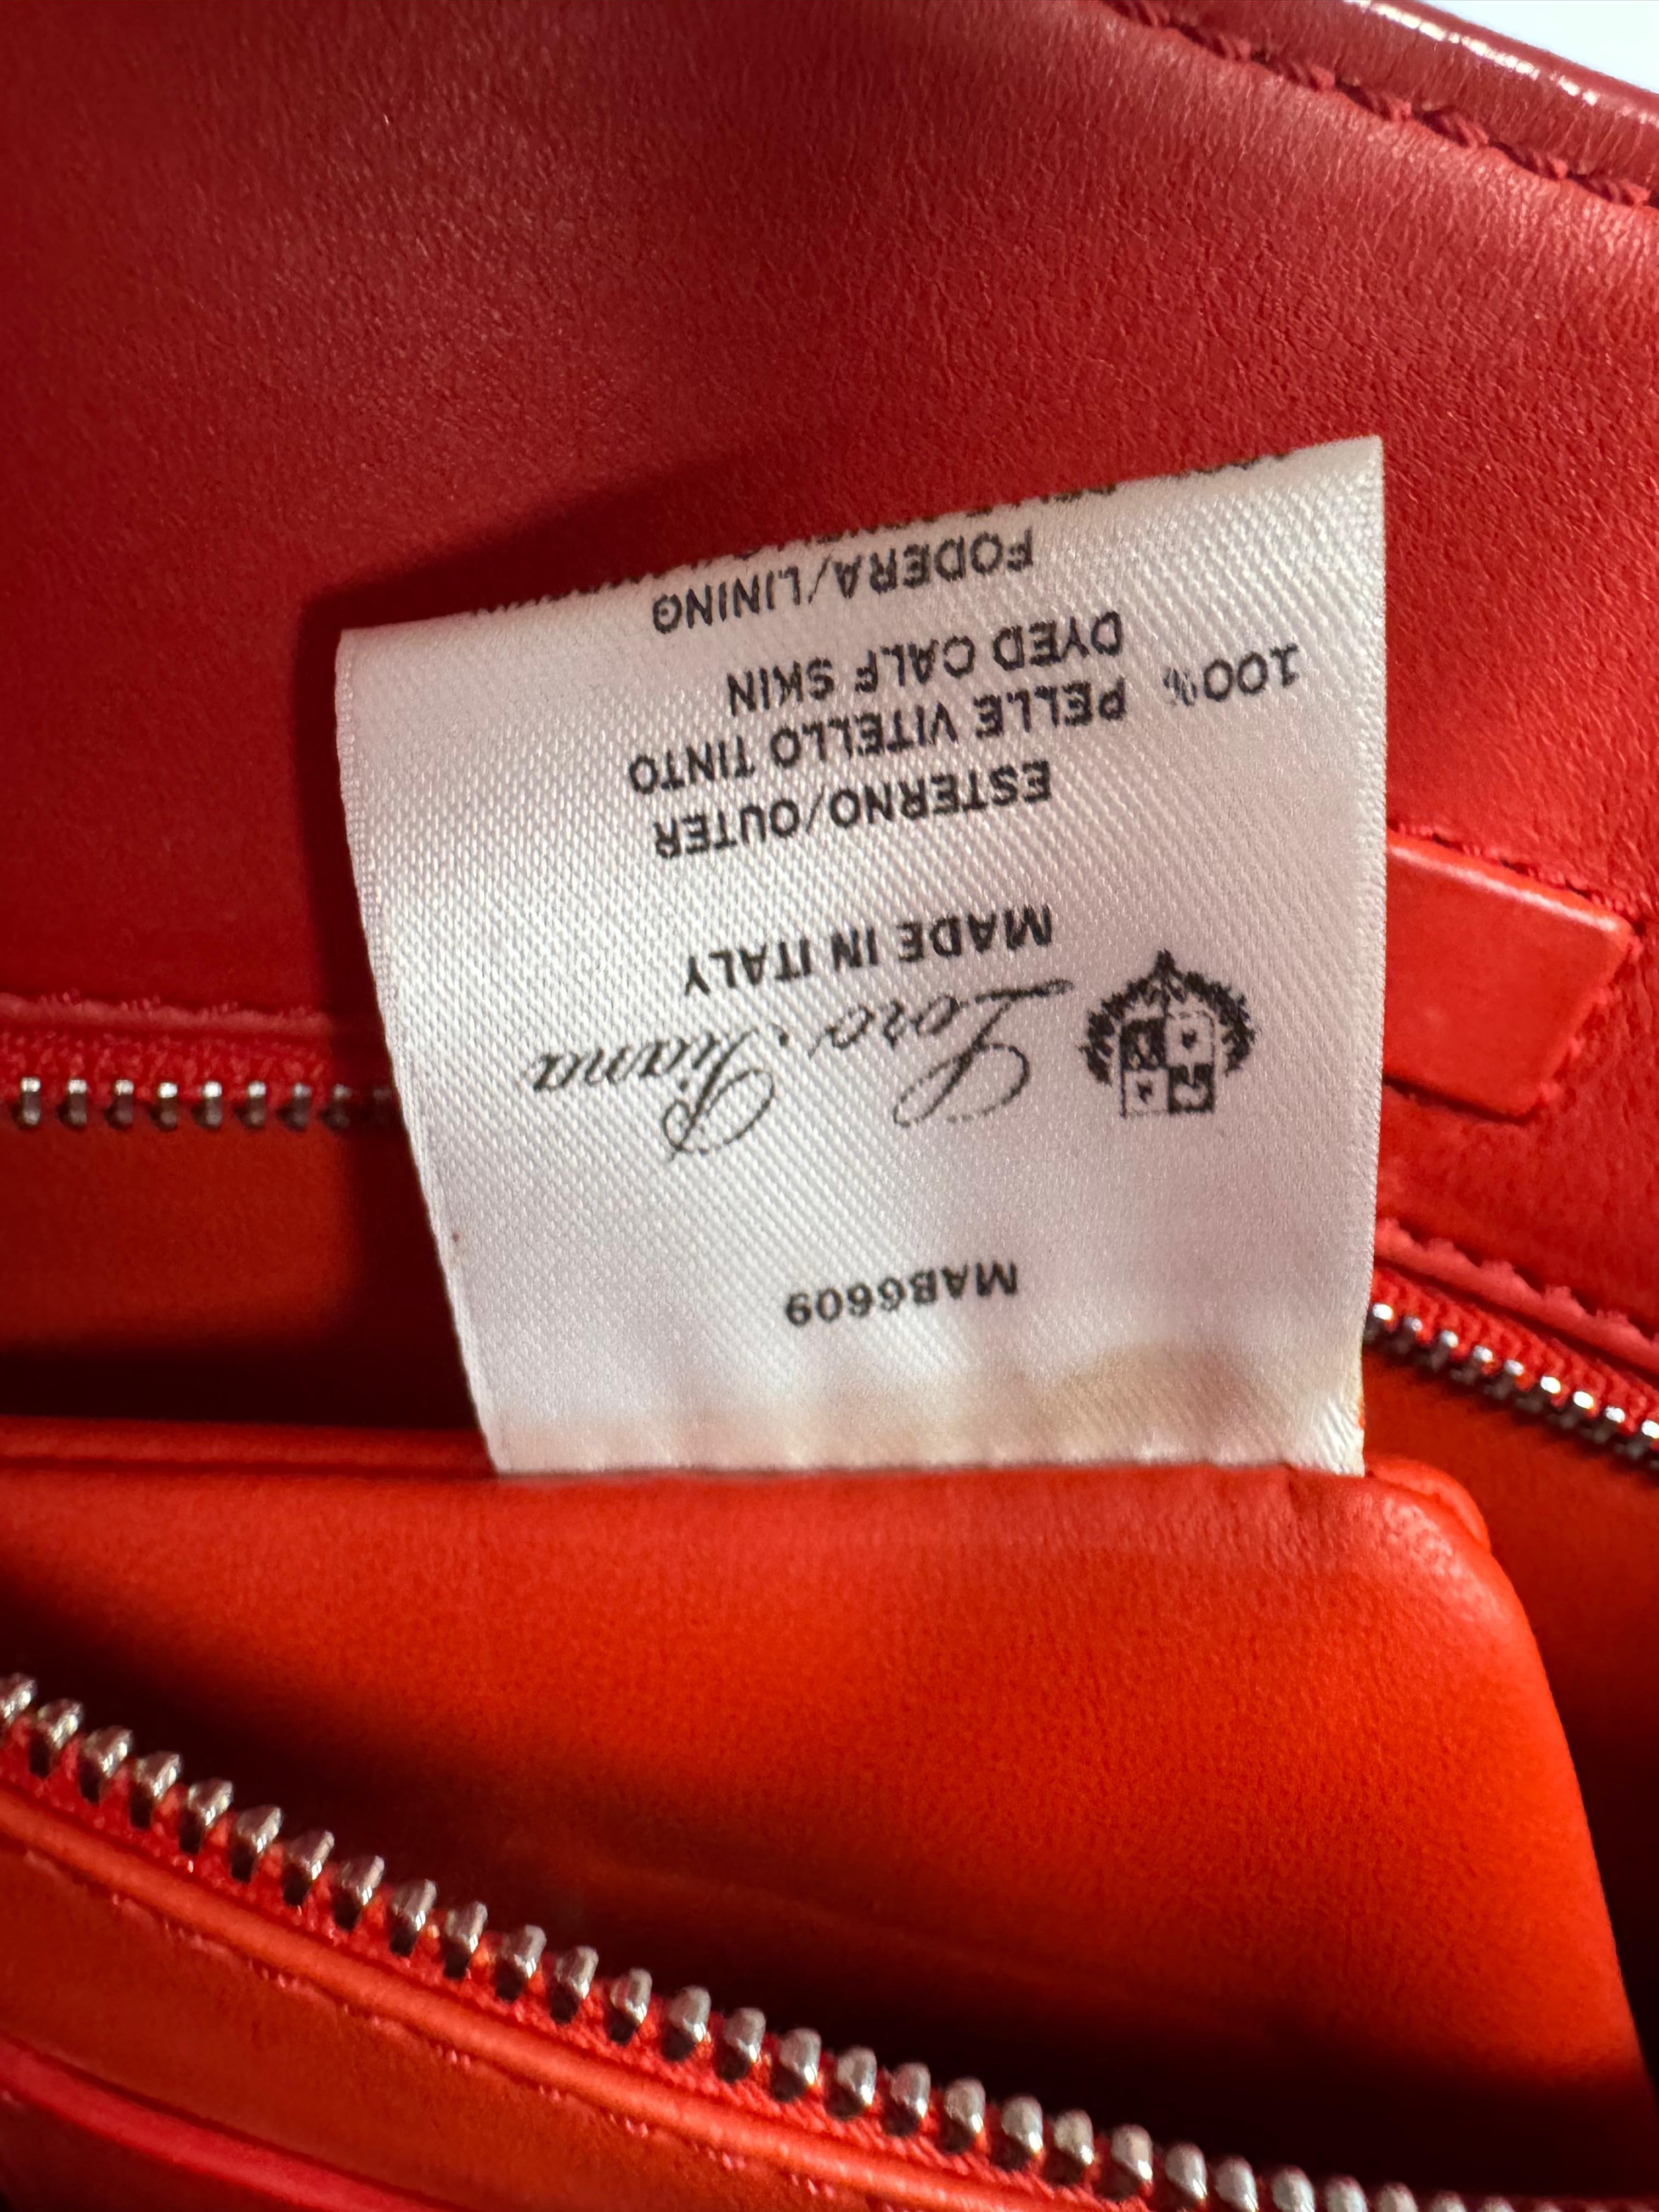 MAB6609
Loro Piana
MADE IN ITALY
ESTERNO/OUTER
100% PELLE VITELLO TINTO
DYED CALF SKIN
FODERA/LINING